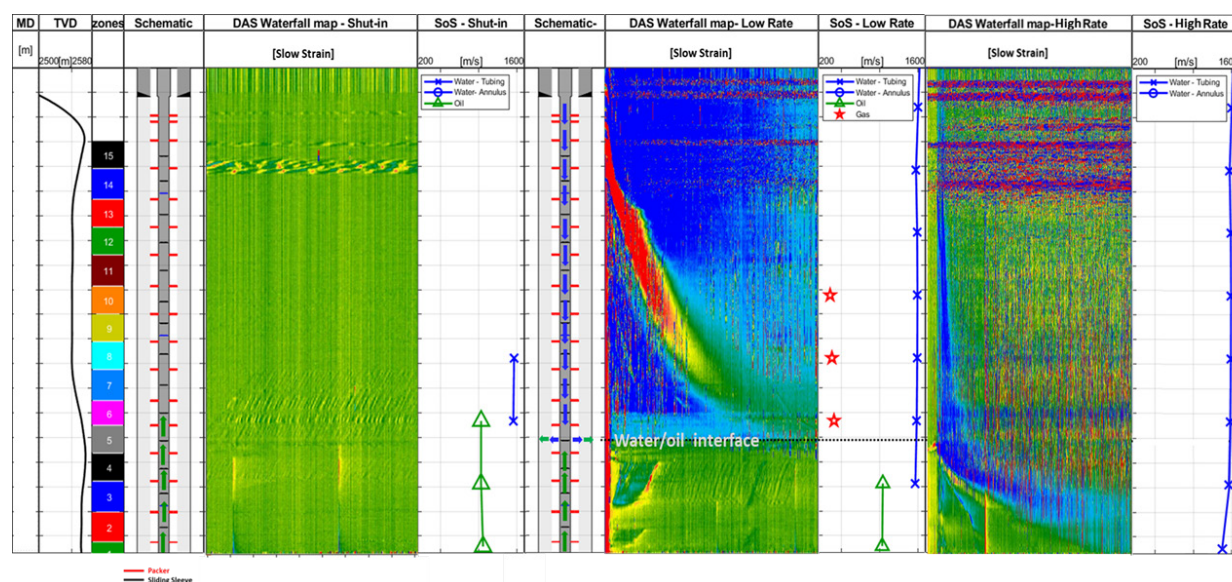 MD TVD zones Schematic DAS Waterfall map - Shut-in SoS - Shut-in Schematic- DAS Waterfall map- Low Rate SoS - Low Rate DAS Waterfall map-High Rate SoS - High Rate
[m] 2500[m]2580 [Slow Strain] 200 [m/s] 1600 [Slow Strain] 200 [m/s] 1600 [Slow Strain] 200 [m/s] 160
Water - Tubing
Water- Annulus
Oil
Water - Tubing
Water - Annulus
Oil
Gas
Water - Tubing
Water - Annulus
15
14
13
12
11
10
9
8
7
6
5
Water/oil interface
4
3
2
Packer
Sliding Sleeve